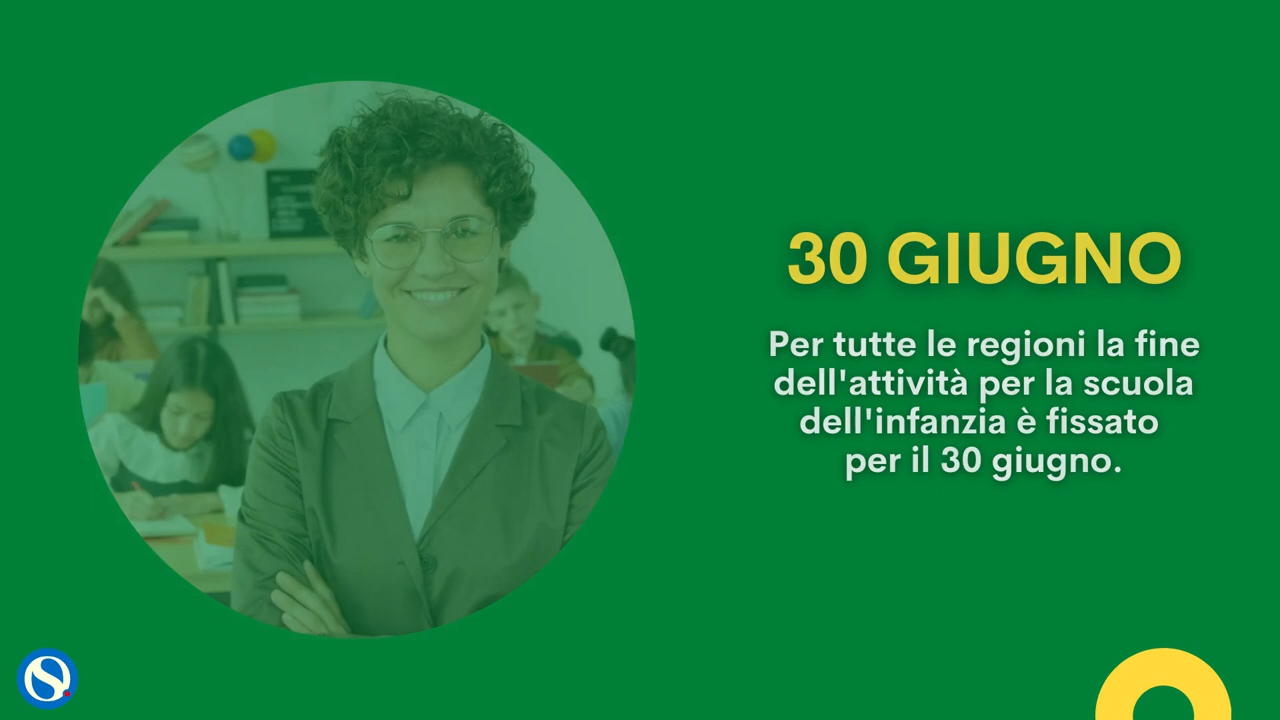 30 GIUGNO
Per tutte le regioni la fine
dell'attività per la scuola
dell'infanzia è fissato
per il 30 giugno.
S